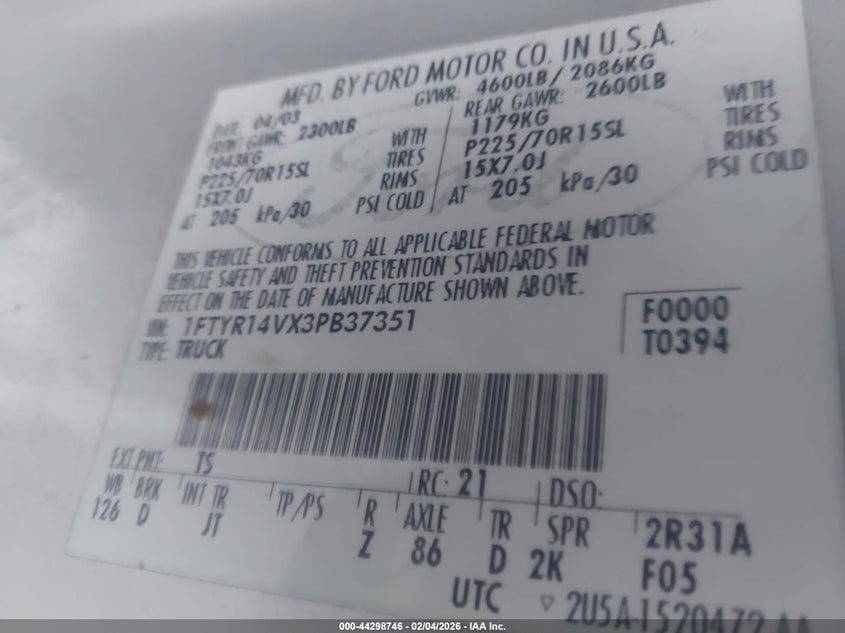 MFD. BY FORD MOTOR CO. IN U.S.A.
DATE: 04/03 GVWR: 4600LB/ 2086KG
FRONT GAWR: 2300LB REAR GAWR: 2600LB
1043KG WITH 1179KG WITH
P225/70R15SL TIRES P225/70R15SL TIRES
15X7.0J RIMS 15X7.0J RIMS
AT 205 kPa/30 PSI COLD AT 205 kPa/30 PSI COLD
THIS VEHICLE CONFORMS TO ALL APPLICABLE FEDERAL MOTOR
VEHICLE SAFETY AND THEFT PREVENTION STANDARDS IN
EFFECT ON THE DATE OF MANUFACTURE SHOWN ABOVE.
VIN: 1FTYR14VX3PB37351 F0000
TYPE: TRUCK T0394
EXT PNT: TS RC: 21 DSO:
WB BRK INT TR TP/PS R AXLE TR SPR 2R31A
126 D JT Z 86 D 2K F05
UTC ▽ 2U5A-1520472-AA
000-44298746 - 02/04/2026 - IAA Inc.